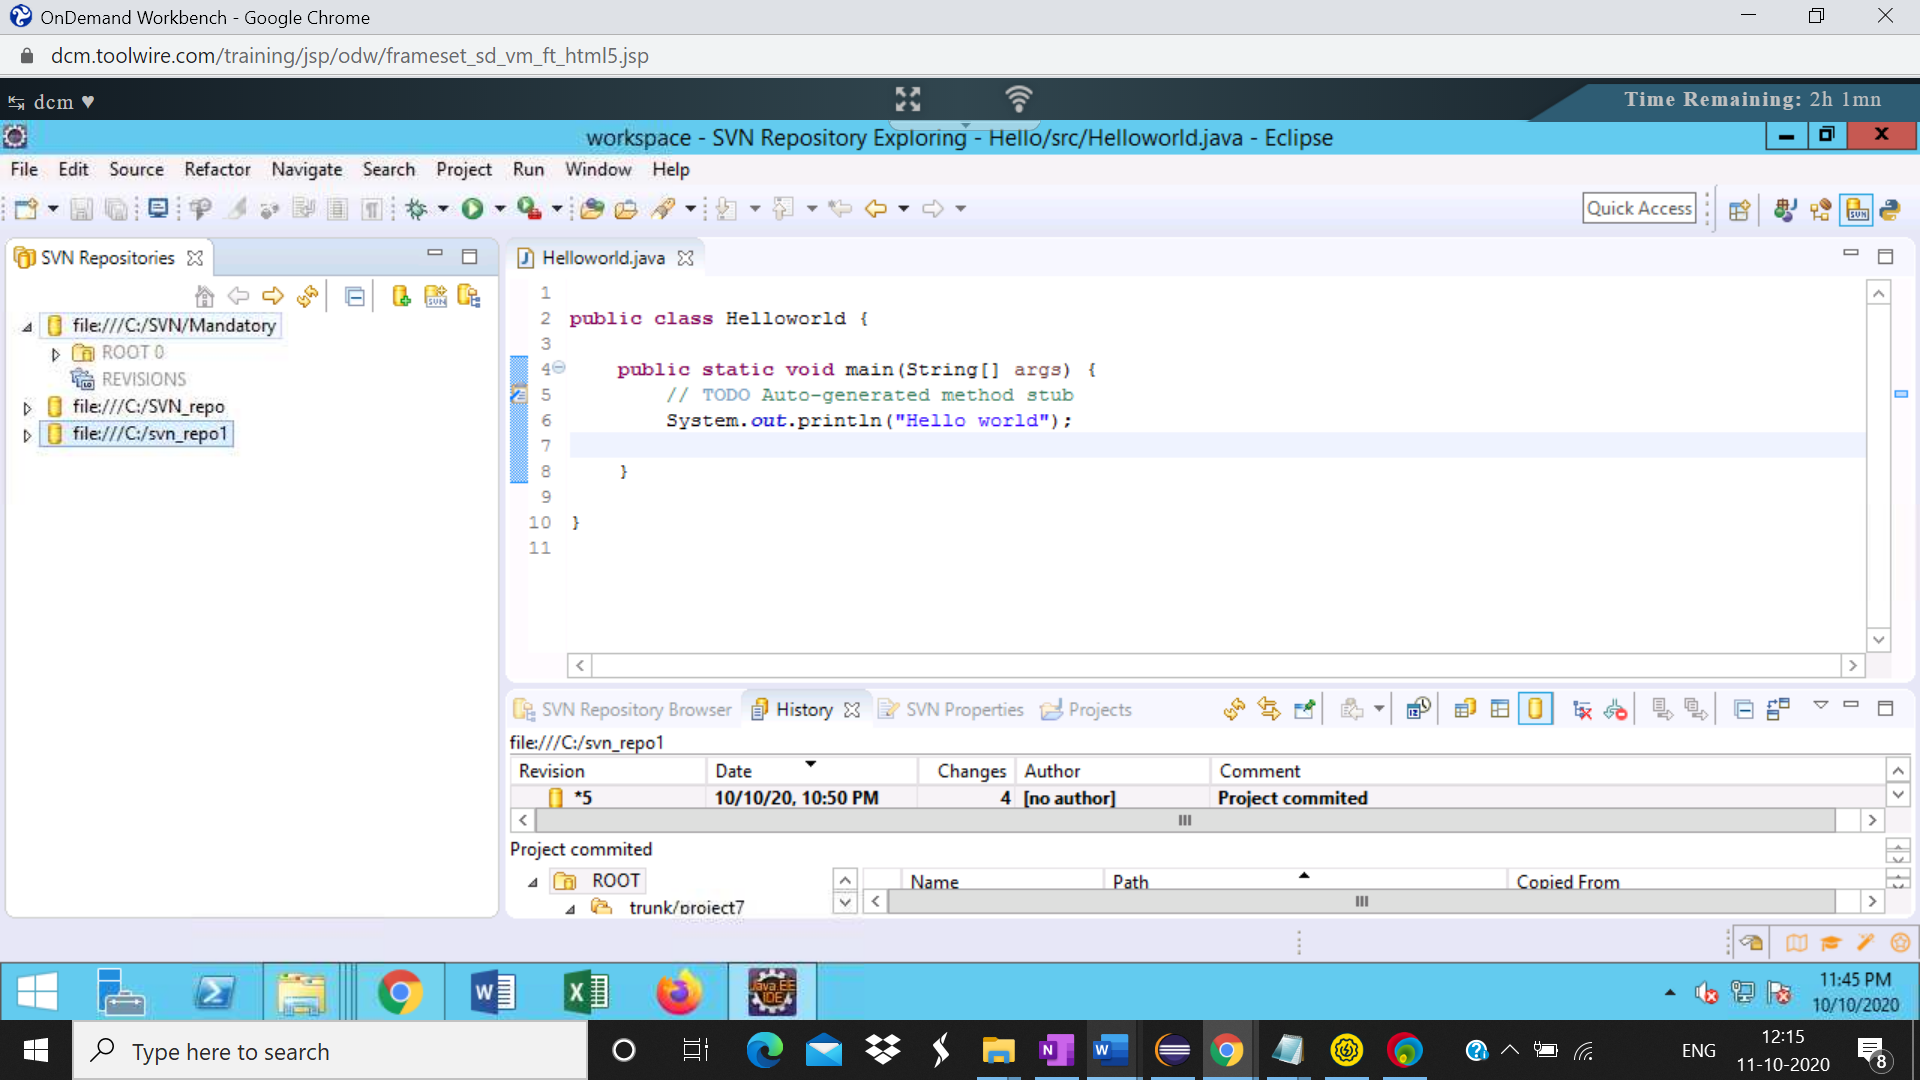 OnDemand Workbench - Google Chrome
dcm.toolwire.com/training/jsp/odw/frameset_sd_vm_ft_html5.jsp
dcm ♥
Time Remaining: 2h 1mn
workspace - SVN Repository Exploring - Hello/src/Helloworld.java - Eclipse
File Edit Source Refactor Navigate Search Project Run Window Help
Quick Access
SVN Repositories
file:///C:/SVN/Mandatory
ROOT 0
REVISIONS
file:///C:/SVN_repo
file:///C:/svn_repo1
Helloworld.java
1
2 public class Helloworld {
3
4 public static void main(String[] args) {
5 // TODO Auto-generated method stub
6 System.out.println("Hello world");
7
8 }
9
10 }
11
SVN Repository Browser History SVN Properties Projects
file:///C:/svn_repo1
Revision Date Changes Author Comment
*5 10/10/20, 10:50 PM 4 [no author] Project commited
Project commited
ROOT
trunk/project7
Name Path Copied From
11:45 PM
10/10/2020
Type here to search
ENG
12:15
11-10-2020
8